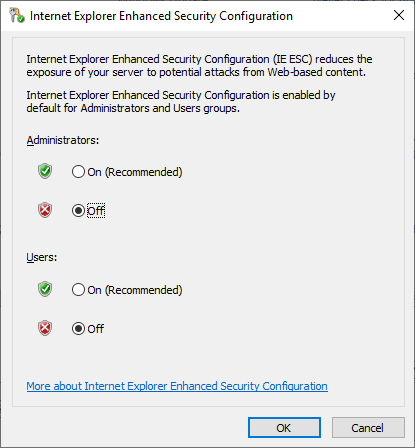 Internet Explorer Enhanced Security Configuration
Internet Explorer Enhanced Security Configuration (IE ESC) reduces the
exposure of your server to potential attacks from Web-based content.
Internet Explorer Enhanced Security Configuration is enabled by
default for Administrators and Users groups.
Administrators:
On (Recommended)
Off
Users:
On (Recommended)
Off
More about Internet Explorer Enhanced Security Configuration
OK
Cancel